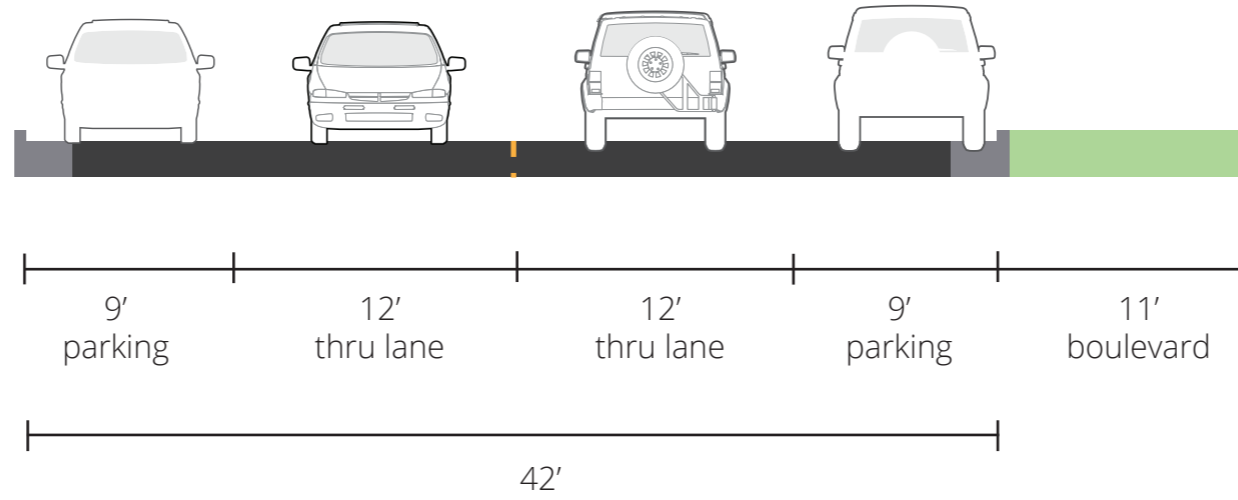 9’
parking
12’
thru lane
12’
thru lane
9’
parking
11’
boulevard
42’